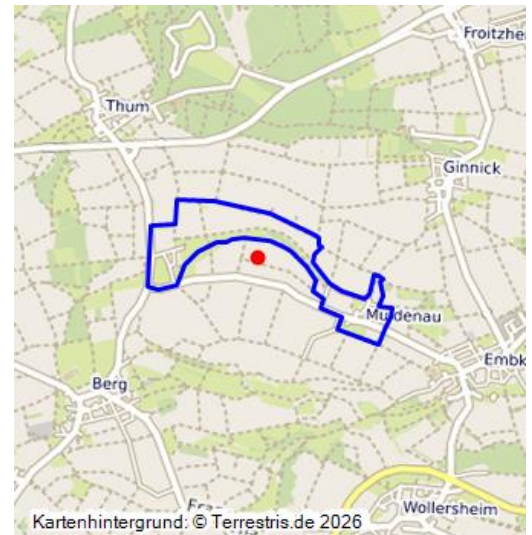 Froitzhe
Thum
Ginnick
Muldenau
Embk
Berg
Wollersheim
Kartenhintergrund: © Terrestris.de 2026